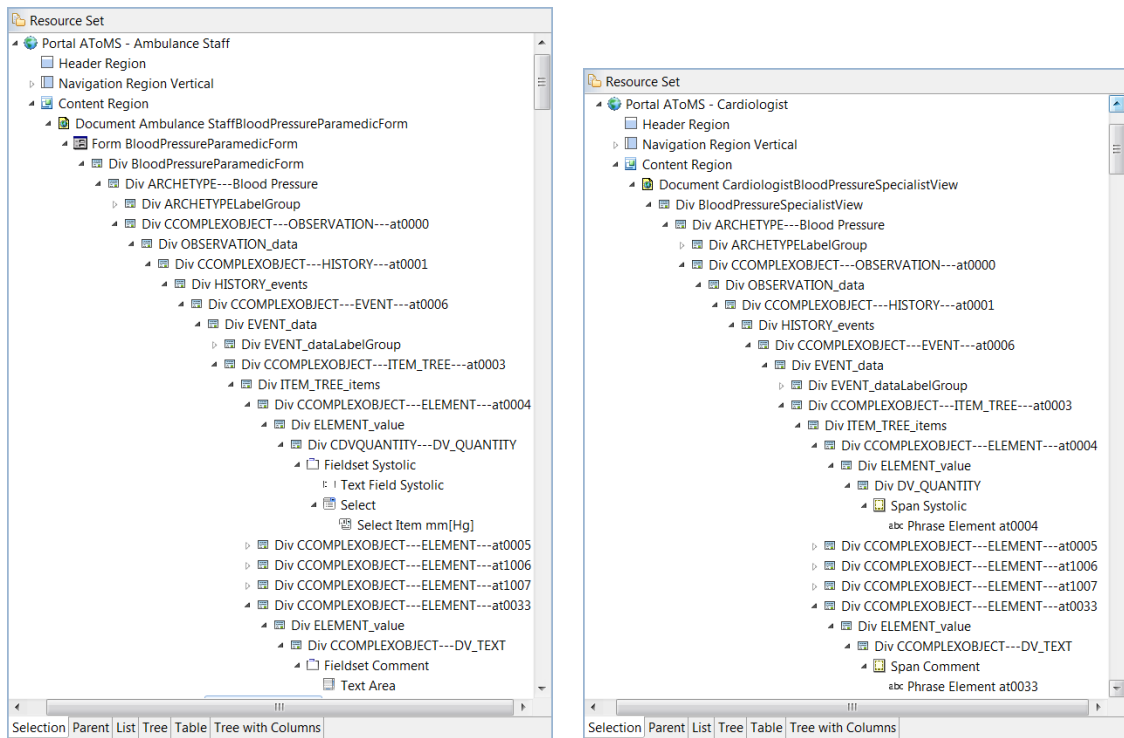 Resource Set
Portal AToMS - Ambulance Staff
Header Region
Navigation Region Vertical
Content Region
Document Ambulance StaffBloodPressureParamedicForm
Form BloodPressureParamedicForm
Div BloodPressureParamedicForm
Div ARCHETYPE---Blood Pressure
Div ARCHETYPELabelGroup
Div CCOMPLEXOBJECT---OBSERVATION---at0000
Div OBSERVATION_data
Div CCOMPLEXOBJECT---HISTORY---at0001
Div HISTORY_events
Div CCOMPLEXOBJECT---EVENT---at0006
Div EVENT_data
Div EVENT_dataLabelGroup
Div CCOMPLEXOBJECT---ITEM_TREE---at0003
Div ITEM_TREE_items
Div CCOMPLEXOBJECT---ELEMENT---at0004
Div ELEMENT_value
Div CDVQUANTITY---DV_QUANTITY
Fieldset Systolic
Text Field Systolic
Select
Select Item mm[Hg]
Div CCOMPLEXOBJECT---ELEMENT---at0005
Div CCOMPLEXOBJECT---ELEMENT---at1006
Div CCOMPLEXOBJECT---ELEMENT---at1007
Div CCOMPLEXOBJECT---ELEMENT---at0033
Div ELEMENT_value
Div CCOMPLEXOBJECT---DV_TEXT
Fieldset Comment
Text Area
Selection Parent List Tree Table Tree with Columns
Resource Set
Portal AToMS - Cardiologist
Header Region
Navigation Region Vertical
Content Region
Document CardiologistBloodPressureSpecialistView
Div BloodPressureSpecialistView
Div ARCHETYPE---Blood Pressure
Div ARCHETYPELabelGroup
Div CCOMPLEXOBJECT---OBSERVATION---at0000
Div OBSERVATION_data
Div CCOMPLEXOBJECT---HISTORY---at0001
Div HISTORY_events
Div CCOMPLEXOBJECT---EVENT---at0006
Div EVENT_data
Div EVENT_dataLabelGroup
Div CCOMPLEXOBJECT---ITEM_TREE---at0003
Div ITEM_TREE_items
Div CCOMPLEXOBJECT---ELEMENT---at0004
Div ELEMENT_value
Div DV_QUANTITY
Span Systolic
abc Phrase Element at0004
Div CCOMPLEXOBJECT---ELEMENT---at0005
Div CCOMPLEXOBJECT---ELEMENT---at1006
Div CCOMPLEXOBJECT---ELEMENT---at1007
Div CCOMPLEXOBJECT---ELEMENT---at0033
Div ELEMENT_value
Div CCOMPLEXOBJECT---DV_TEXT
Span Comment
abc Phrase Element at0033
Selection Parent List Tree Table Tree with Columns